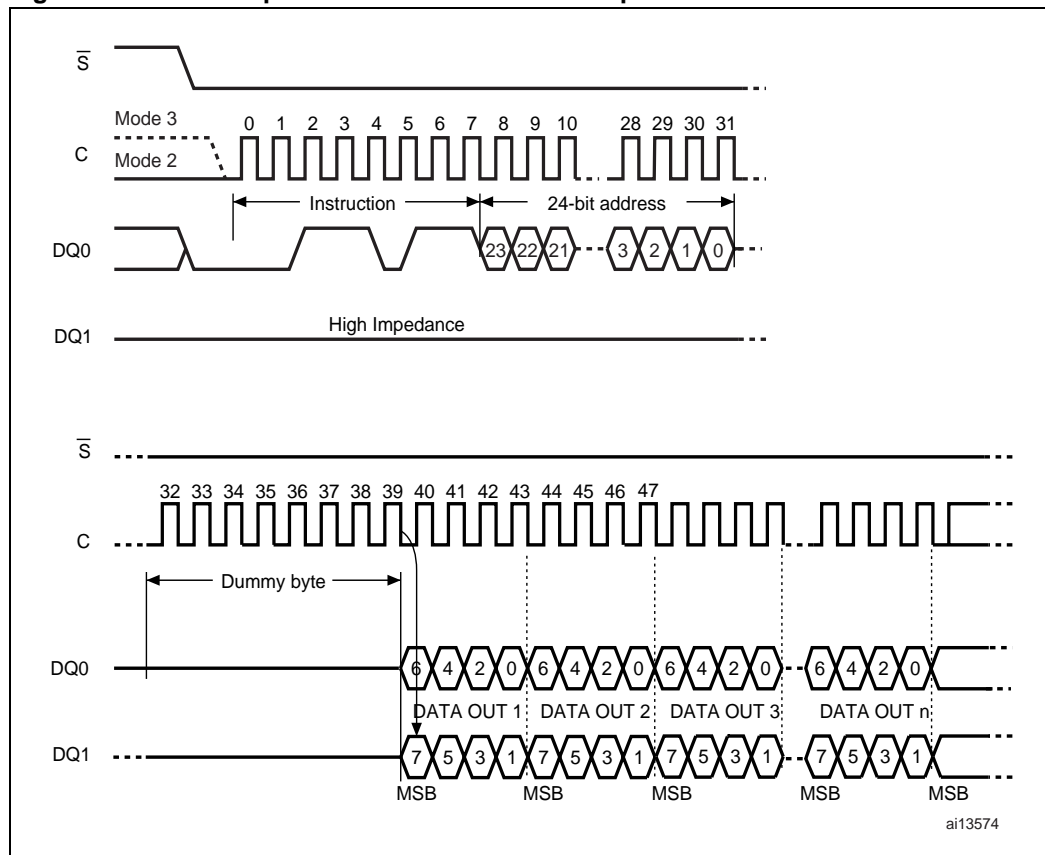 S
Mode 3
0 1 2 3 4 5 6 7 8 9 10 28 29 30 31
C
Mode 2
Instruction
24-bit address
DQ0
23 22 21 3 2 1 0
High Impedance
DQ1
S
32 33 34 35 36 37 38 39 40 41 42 43 44 45 46 47
C
Dummy byte
DQ0
6 4 2 0 6 4 2 0 6 4 2 0 6 4 2 0
DATA OUT 1 DATA OUT 2 DATA OUT 3 DATA OUT n
DQ1
7 5 3 1 7 5 3 1 7 5 3 1 7 5 3 1
MSB MSB MSB MSB MSB
ai13574